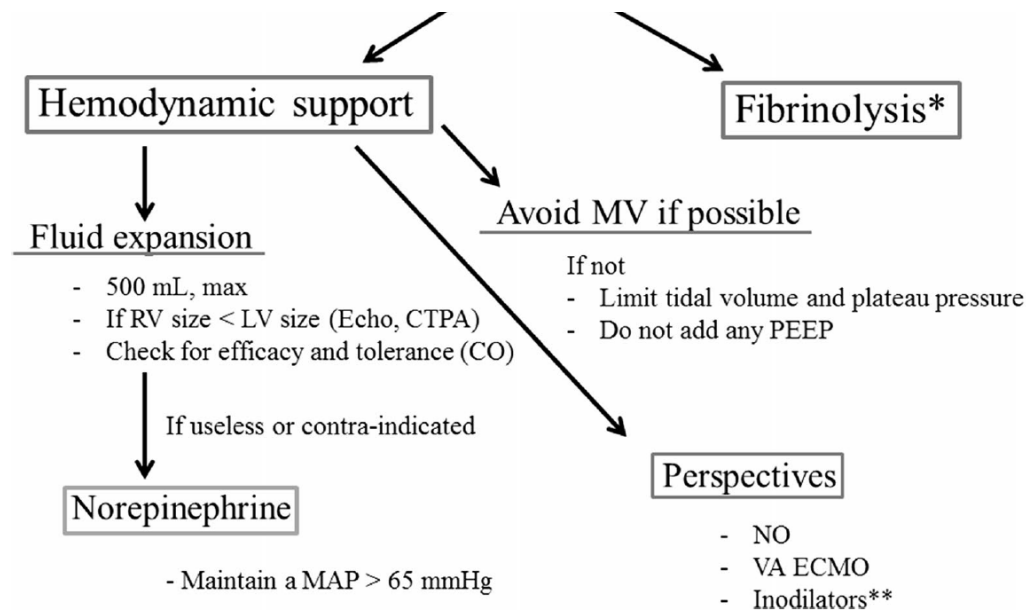 Hemodynamic support
Fibrinolysis*
Fluid expansion
- 500 mL, max
- If RV size < LV size (Echo, CTPA)
- Check for efficacy and tolerance (CO)
If useless or contra-indicated
Norepinephrine
- Maintain a MAP > 65 mmHg
Avoid MV if possible
If not
- Limit tidal volume and plateau pressure
- Do not add any PEEP
Perspectives
- NO
- VA ECMO
- Inodilators**